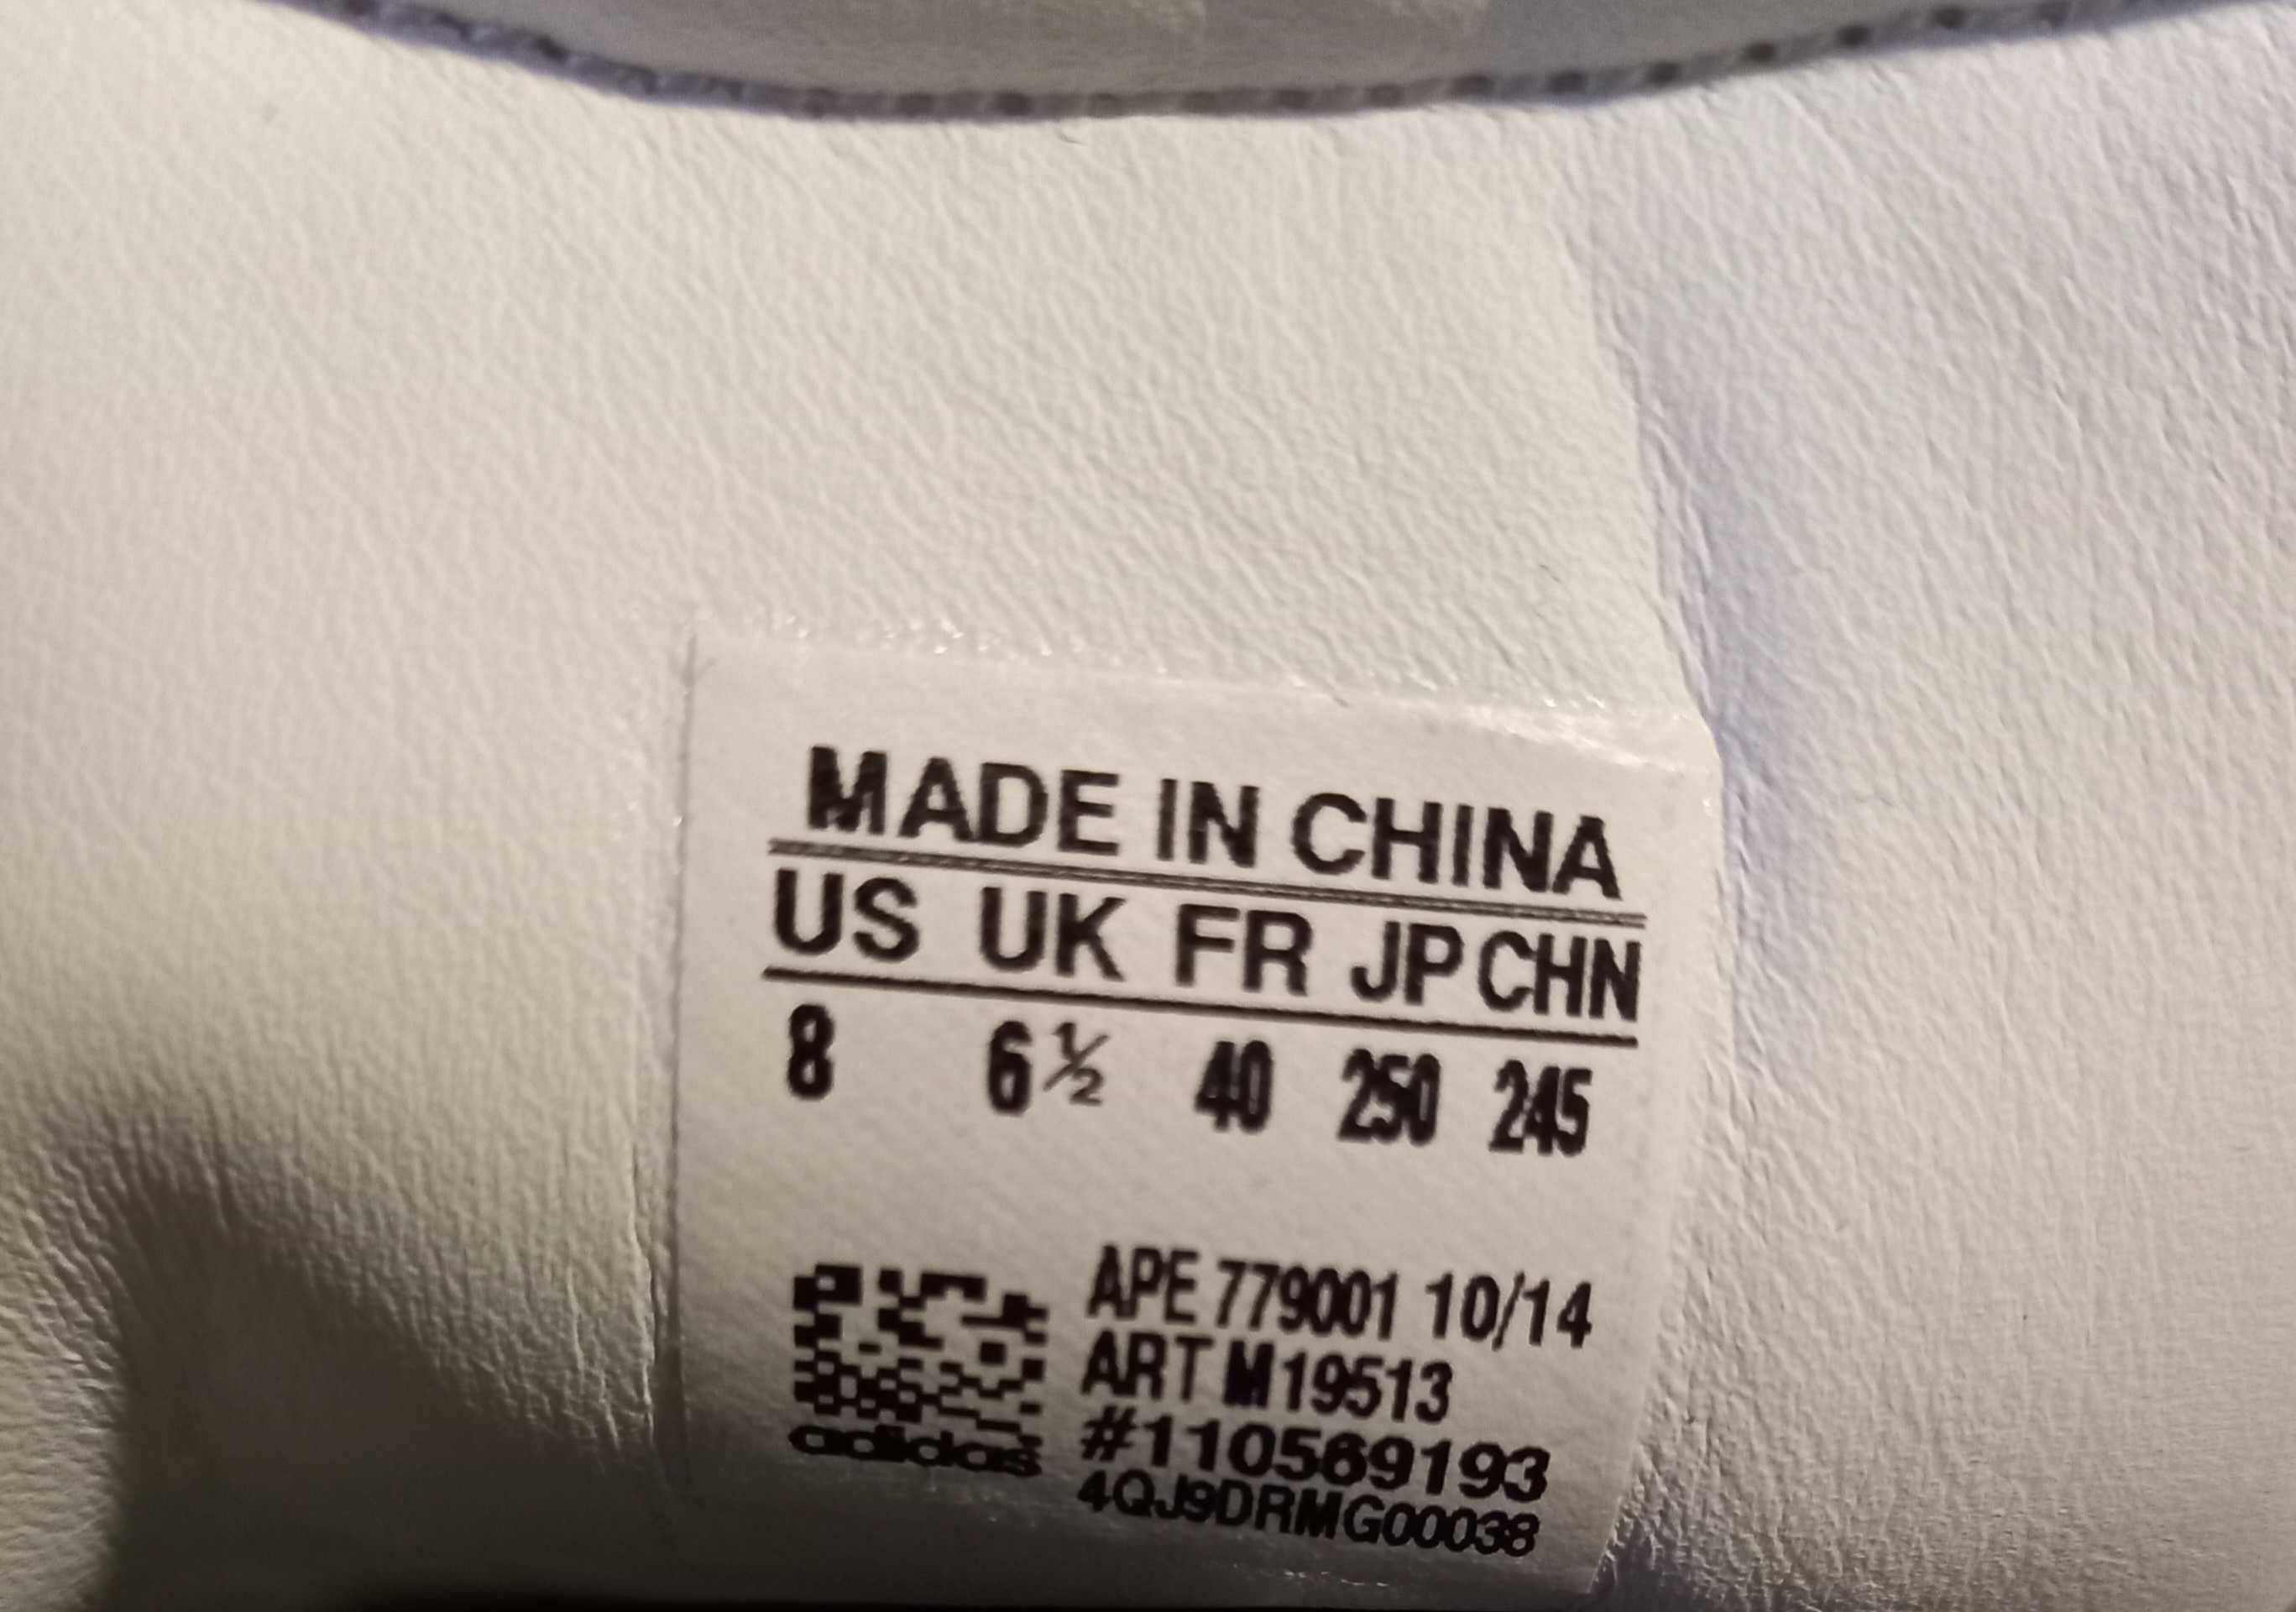 MADE IN CHINA
US UK FR JP CHN
8 6½ 40 250 245
APE 779001 10/14
ART M19513
#110569193
adidas
4QJ9DRMG00038